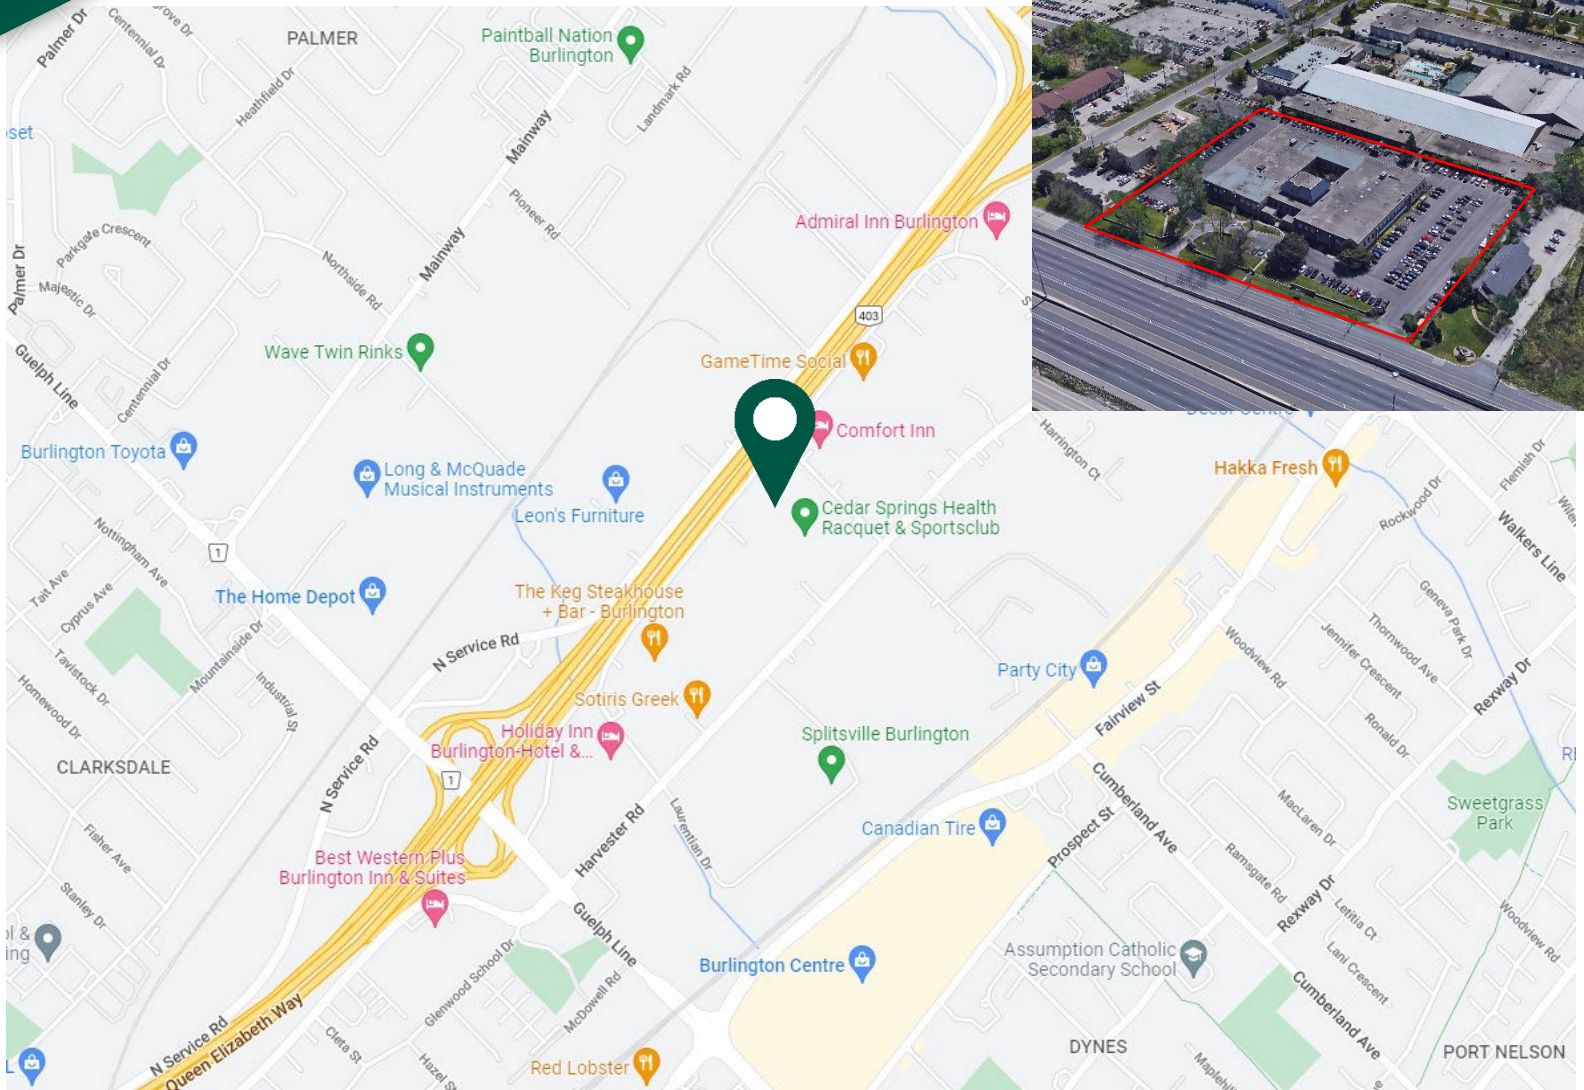 Palmer Dr
Centennial Dr
PALMER
Heathfield Dr
Paintball Nation
Burlington
Landmark Rd
Mainway
Pioneer Rd
Admiral Inn Burlington
Parkgate Crescent
Majestic Dr
Palmer Dr
Northside Rd
Mainway
403
Guelph Line
Centennial Dr
Wave Twin Rinks
GameTime Social
Comfort Inn
Harrington Ct
Burlington Toyota
Long & McQuade
Musical Instruments
Leon's Furniture
Cedar Springs Health
Racquet & Sportsclub
Hakka Fresh
Flemish Dr
Rockwood Dr
Walkers Line
Nottingham Ave
1
Tait Ave
Cyprus Ave
The Home Depot
The Keg Steakhouse
+ Bar - Burlington
N Service Rd
Mountainside Dr
Tavistock Dr
Homewood Dr
Industrial St
Geneva Park Dr
Thornwood Ave
Jennifer Crescent
Woodview Rd
Rexway Dr
Ronald Dr
Party City
Fairview St
Sotiris Greek
Holiday Inn
Burlington-Hotel &...
Splitsville Burlington
CLARKSDALE
N Service Rd
1
Harvester Rd
Laurentian Dr
Cumberland Ave
MacLaren Dr
Sweetgrass
Park
Canadian Tire
Prospect St
Ramsgate Rd
Fisher Ave
Stanley Dr
Best Western Plus
Burlington Inn & Suites
Guelph Line
Rexway Dr
Letitia Ct
Lani Crescent
Woodview Rd
Glenwood School Dr
McDowell Rd
Burlington Centre
Assumption Catholic
Secondary School
Cumberland Ave
N Service Rd
Queen Elizabeth Way
Cleta St
Hazel S
Red Lobster
DYNES
PORT NELSON